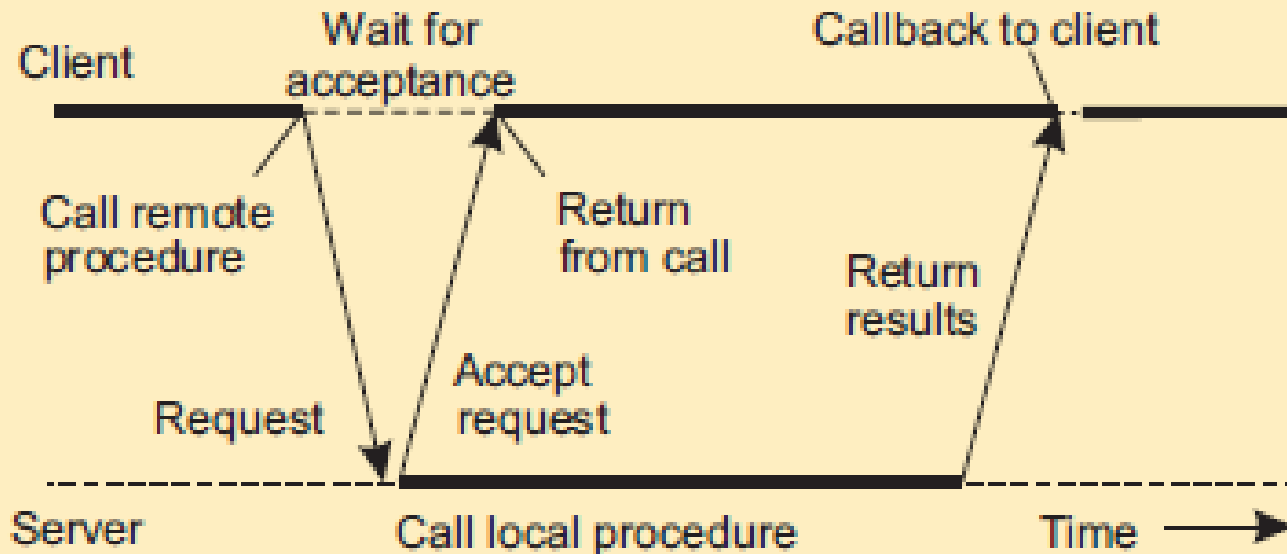 Client
Wait for
acceptance
Callback to client
Call remote
procedure
Return
from call
Return
results
Accept
request
Request
Server
Call local procedure
Time